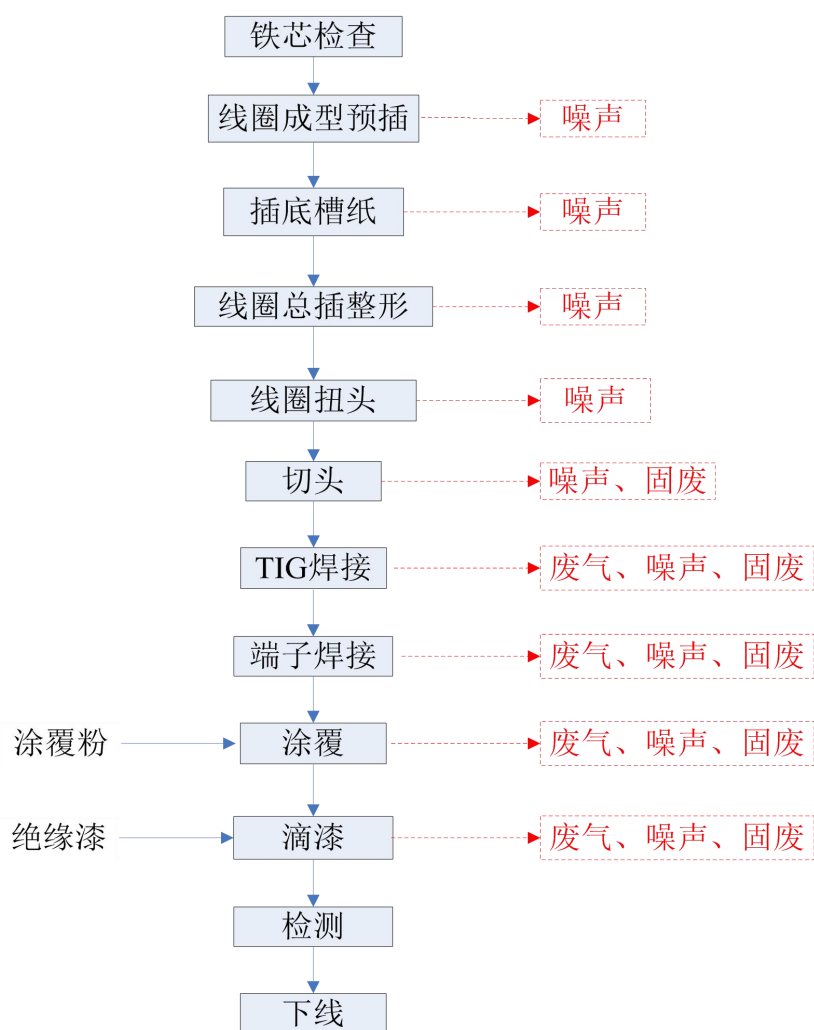 铁芯检查
线圈成型预插 噪声
插底槽纸 噪声
线圈总插整形 噪声
线圈扭头 噪声
切头 噪声、固废
TIG焊接 废气、噪声、固废
端子焊接 废气、噪声、固废
涂覆粉 涂覆 废气、噪声、固废
绝缘漆 滴漆 废气、噪声、固废
检测
下线